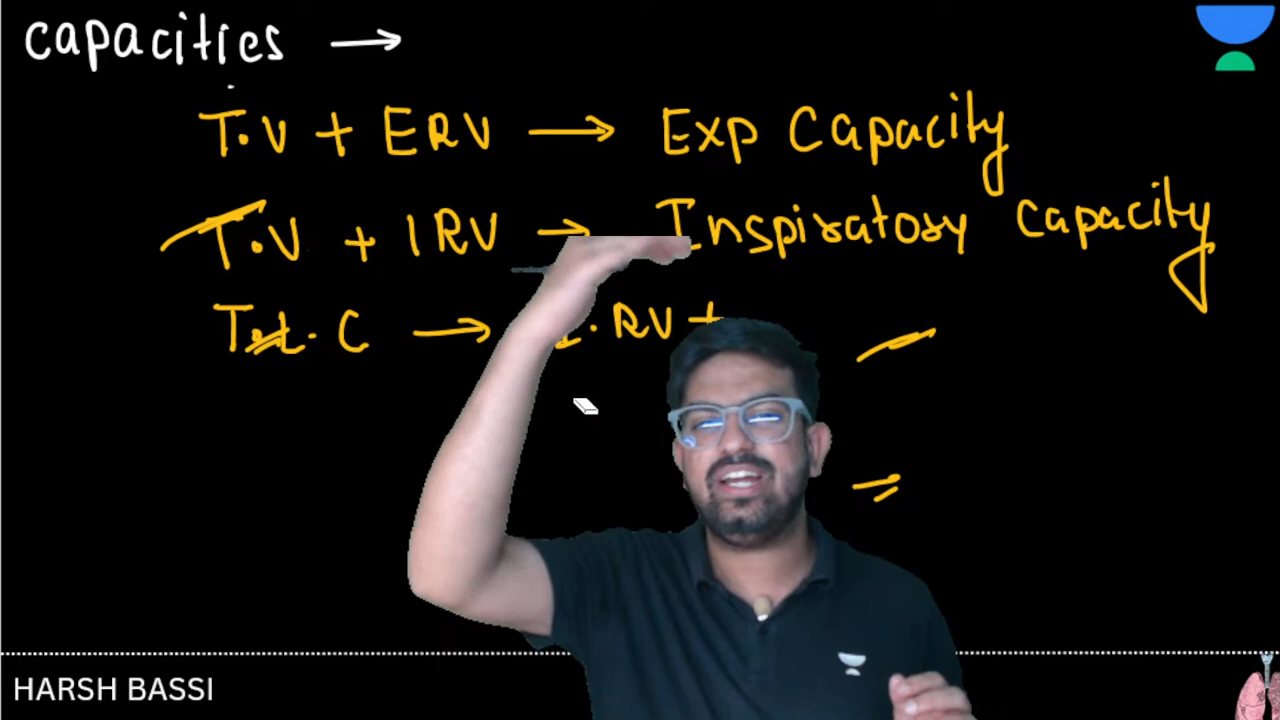 capacities →
T.V + ERV → Exp Capacity
T.V + IRV → Inspiratory Capacity
Tot. C → I.RV +
HARSH BASSI